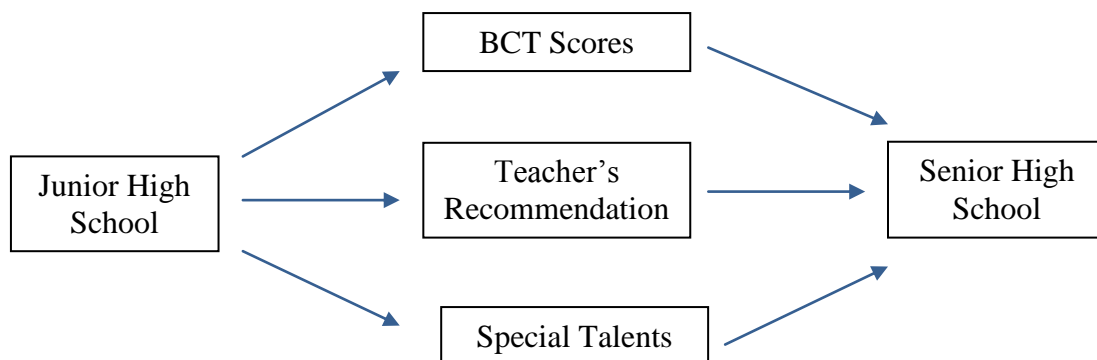 BCT Scores
Junior High
School
Teacher’s
Recommendation
Senior High
School
Special Talents